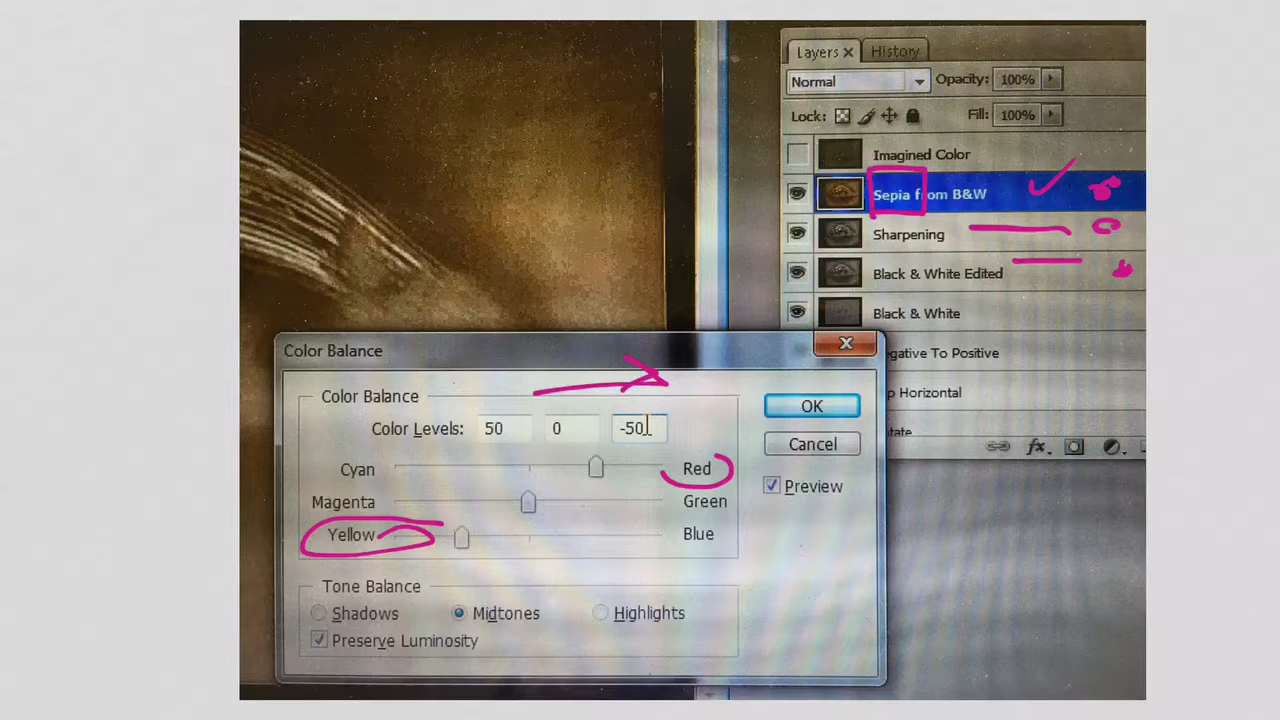 Layers History
Normal Opacity: 100%
Lock: Fill: 100%
Imagined Color
Sepia from B&W
Sharpening
Black & White Edited
Black & White
egative To Positive
p Horizontal
otate
fx
Color Balance
Color Balance
Color Levels: 50 0 -50
Cyan Red
Magenta Green
Yellow Blue
Tone Balance
Shadows Midtones Highlights
Preserve Luminosity
OK
Cancel
Preview